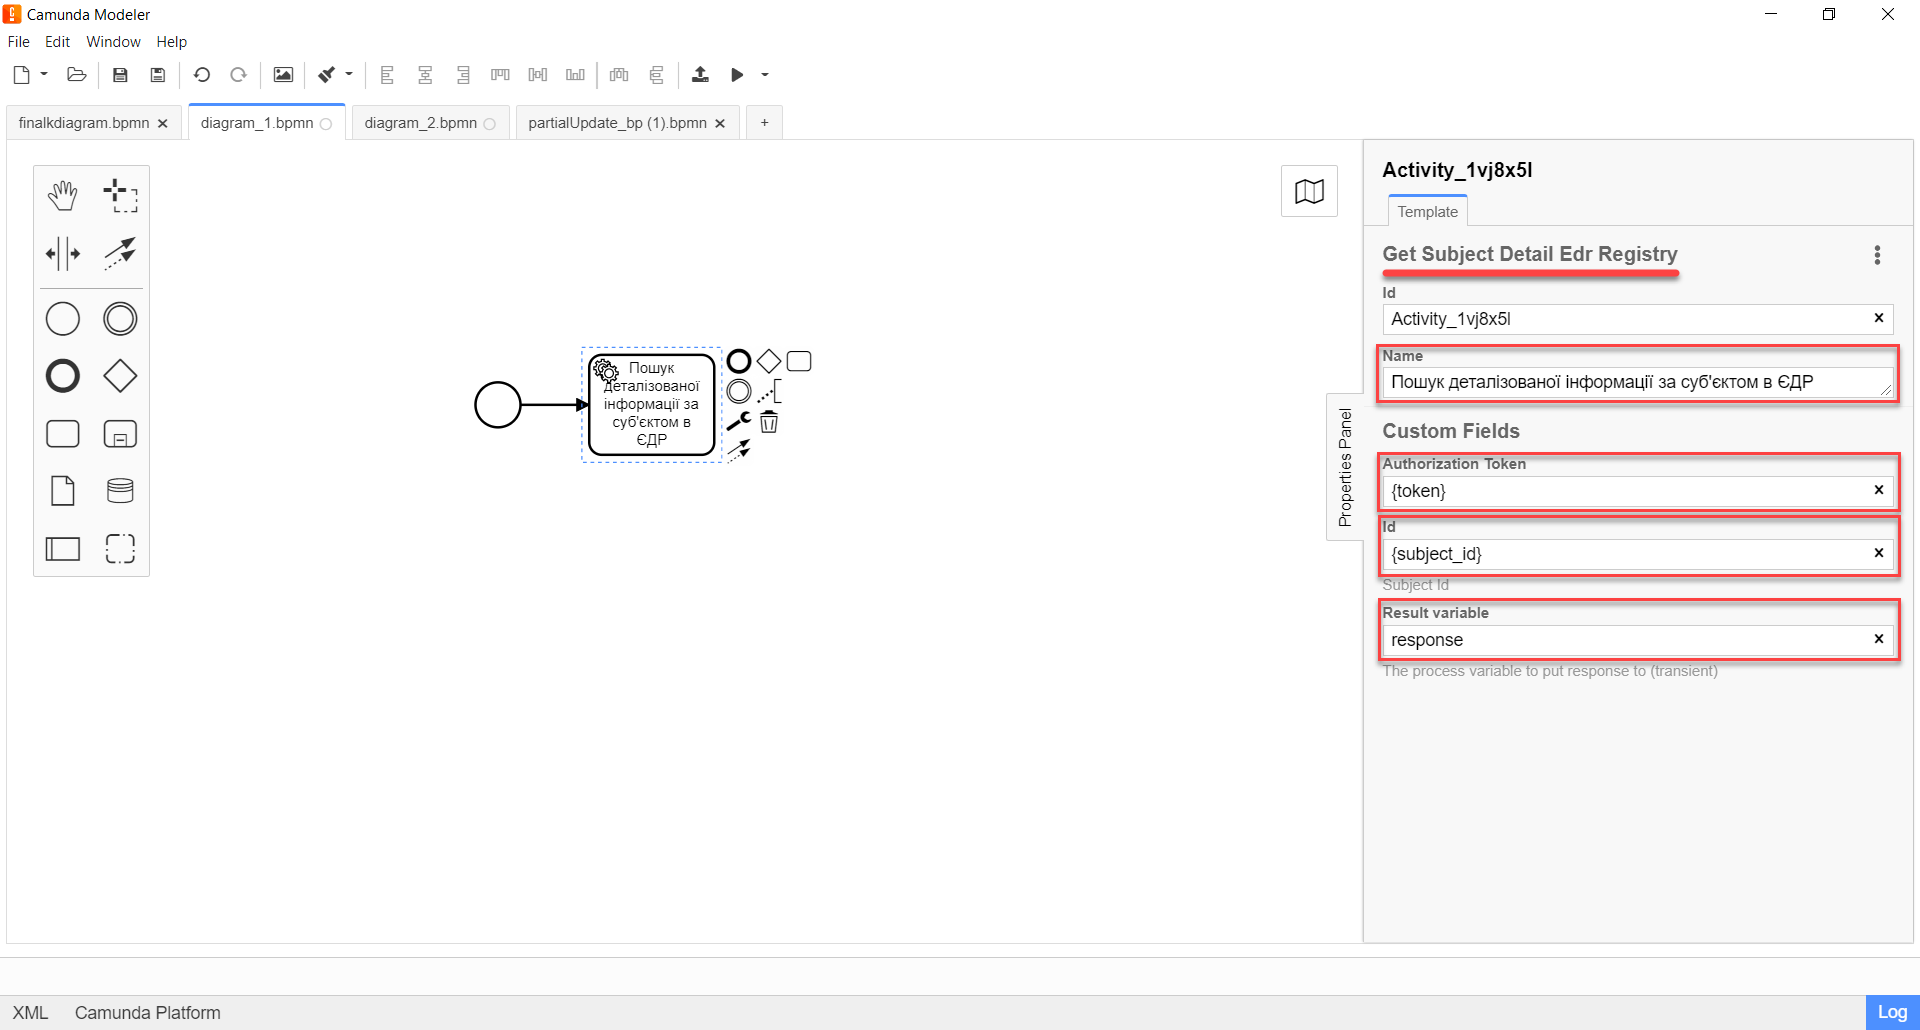 Camunda Modeler
File Edit Window Help
finalkdiagram.bpmn
diagram_1.bpmn
diagram_2.bpmn
partialUpdate_bp (1).bpmn
+
Пошук
деталізованої
інформації за
суб'єктом в
ЄДР
Properties Panel
Activity_1vj8x5l
Template
Get Subject Detail Edr Registry
Id
Activity_1vj8x5l
Name
Пошук деталізованої інформації за суб'єктом в ЄДР
Custom Fields
Authorization Token
{token}
Id
{subject_id}
Subject Id
Result variable
response
The process variable to put response to (transient)
XML Camunda Platform
Log